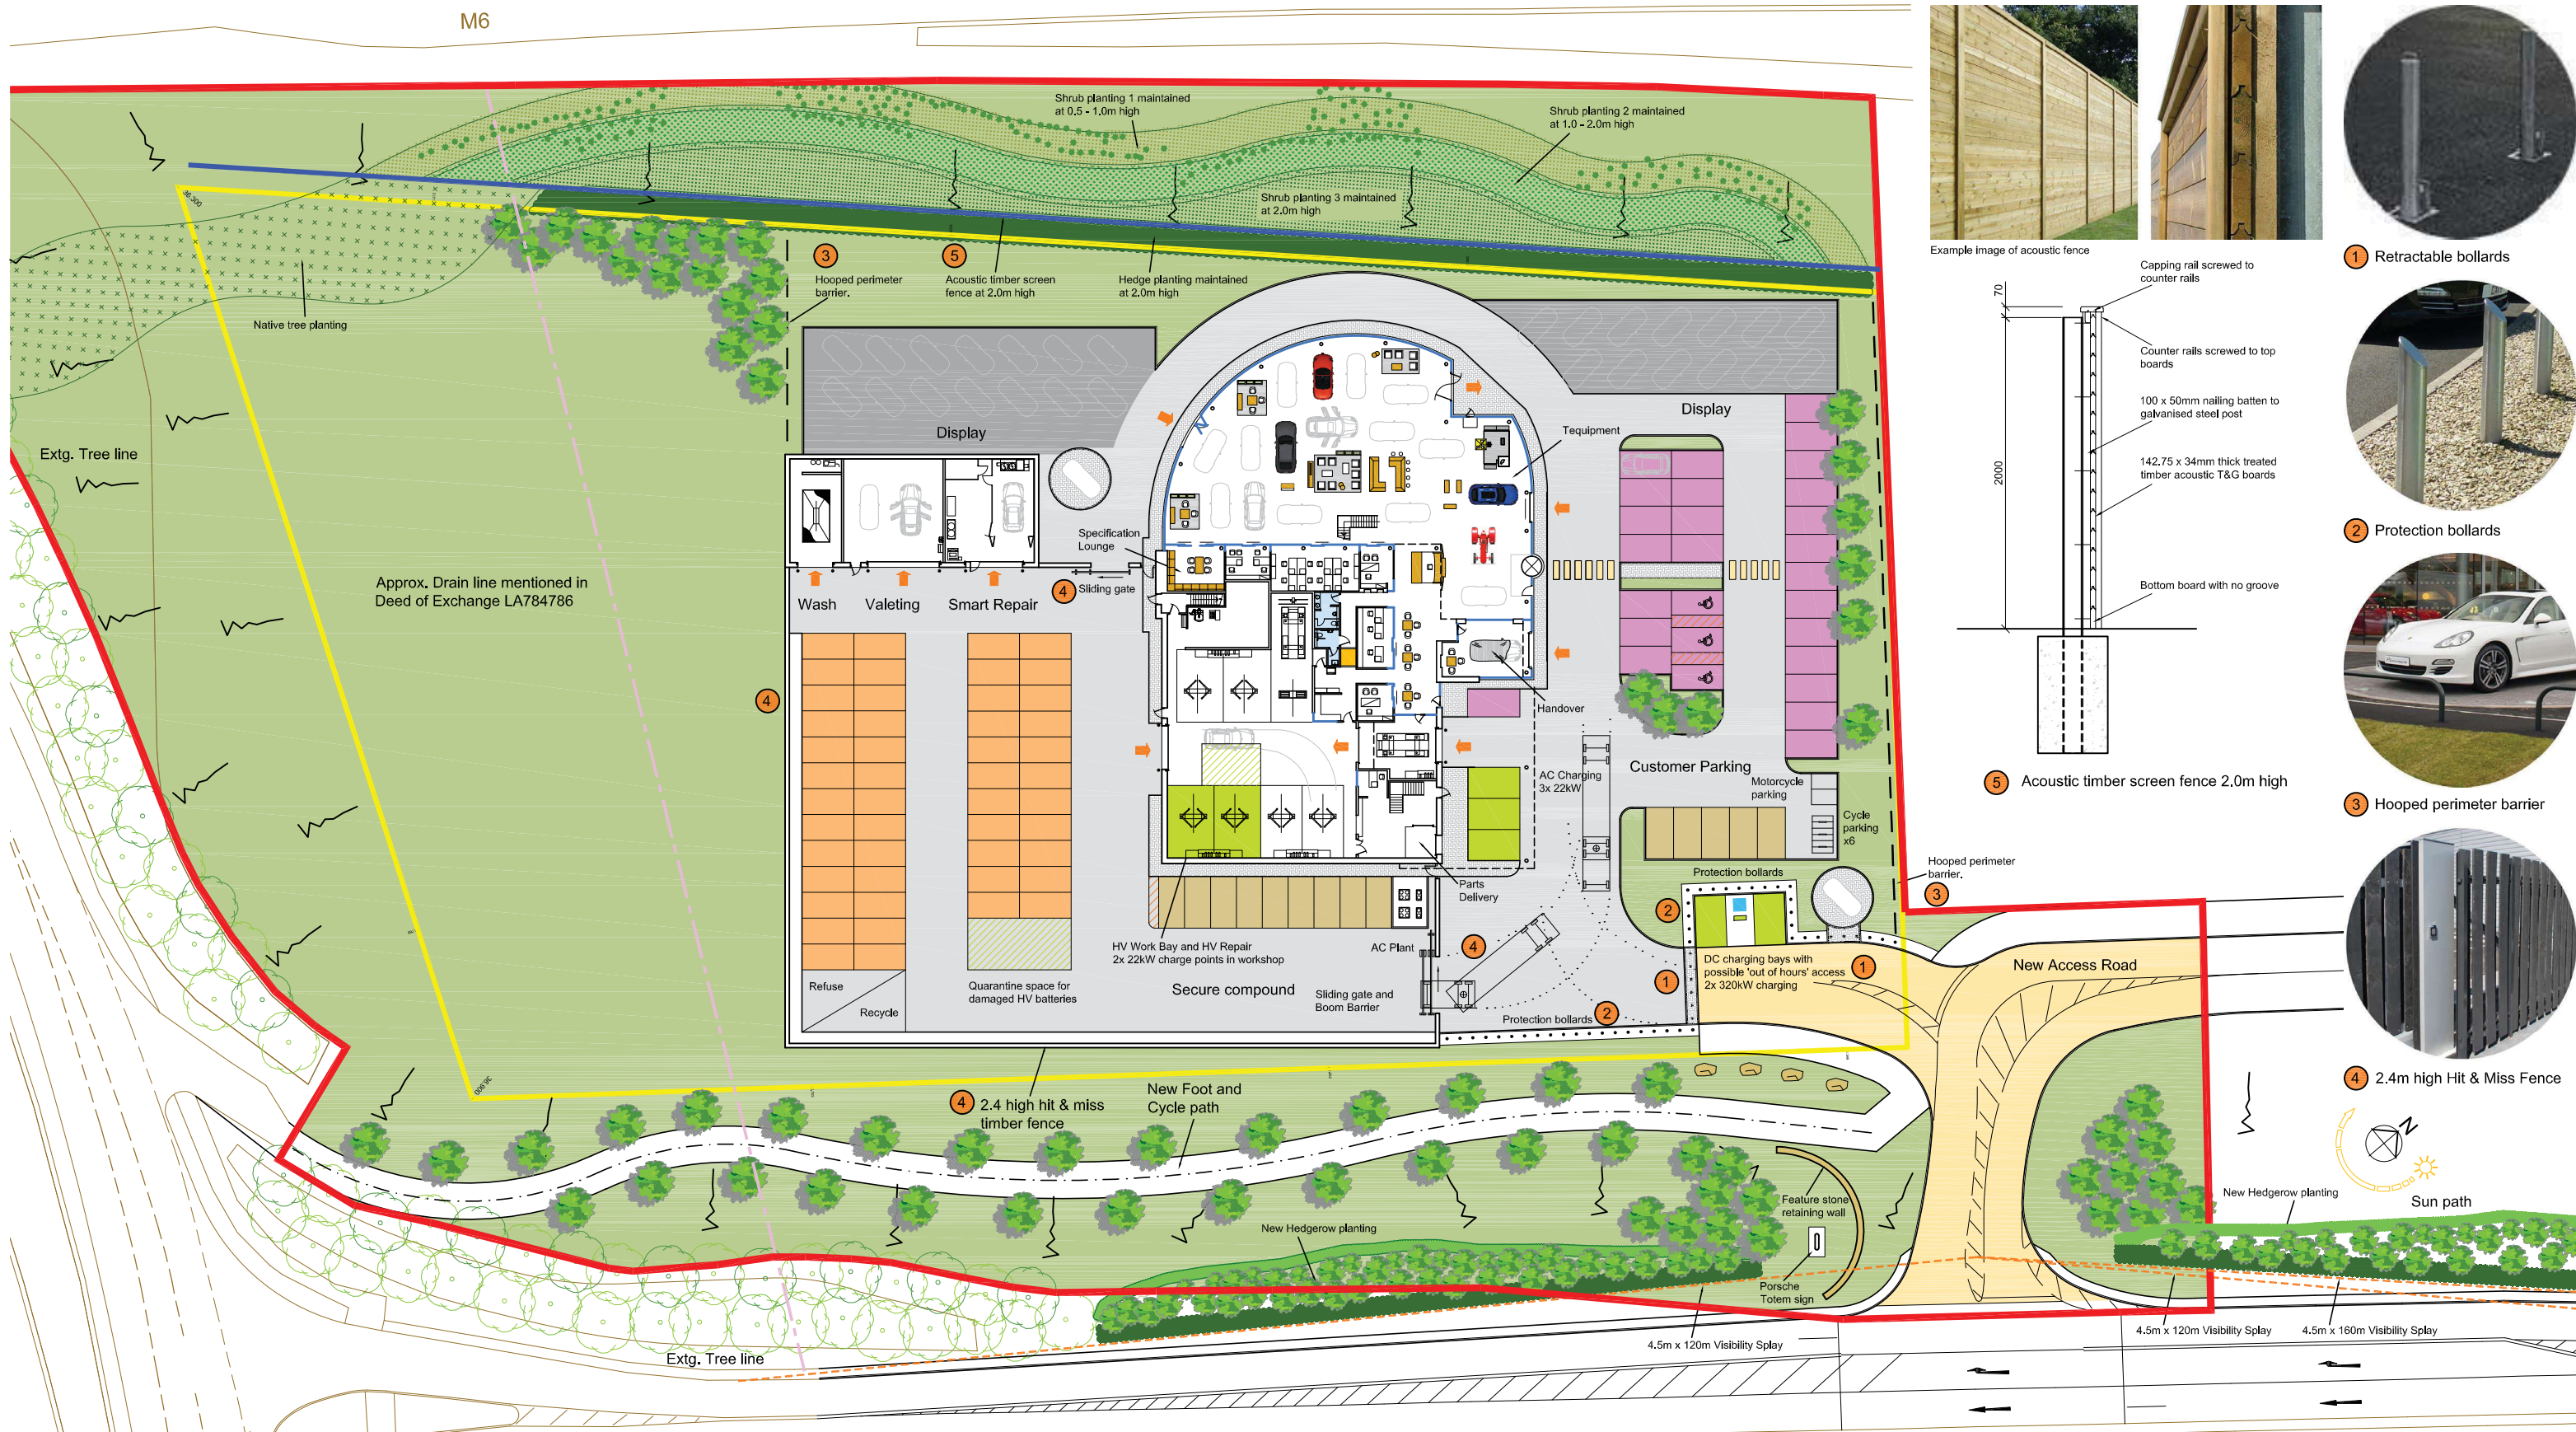 M6
Shrub planting 1 maintained
at 0.5 - 1.0m high
Shrub planting 2 maintained
at 1.0 - 2.0m high
Shrub planting 3 maintained
at 2.0m high
36.300
3
Hooped perimeter
barrier.
5
Acoustic timber screen
fence at 2.0m high
Hedge planting maintained
at 2.0m high
Native tree planting
Extg. Tree line
Approx. Drain line mentioned in
Deed of Exchange LA784786
Display
Display
Tequipment
Specification
Lounge
4
Sliding gate
Wash
Valeting
Smart Repair
4
Handover
AC Charging
3x 22kW
Customer Parking
Motorcycle
parking
Cycle
parking
x6
Hooped perimeter
barrier.
3
Protection bollards
2
Parts
Delivery
HV Work Bay and HV Repair
2x 22kW charge points in workshop
AC Plant
4
DC charging bays with
possible 'out of hours' access
2x 320kW charging
1
1
New Access Road
Refuse
Recycle
Quarantine space for
damaged HV batteries
Secure compound
Sliding gate and
Boom Barrier
Protection bollards
2
36.900
4
2.4 high hit & miss
timber fence
New Foot and
Cycle path
New Hedgerow planting
Feature stone
retaining wall
Porsche
Totem sign
Extg. Tree line
4.5m x 120m Visibility Splay
4.5m x 120m Visibility Splay
4.5m x 160m Visibility Splay
New Hedgerow planting
N
Sun path
Example image of acoustic fence
70
2000
Capping rail screwed to
counter rails
Counter rails screwed to top
boards
100 x 50mm nailing batten to
galvanised steel post
142.75 x 34mm thick treated
timber acoustic T&G boards
Bottom board with no groove
5
Acoustic timber screen fence 2.0m high
1
Retractable bollards
2
Protection bollards
3
Hooped perimeter barrier
4
2.4m high Hit & Miss Fence